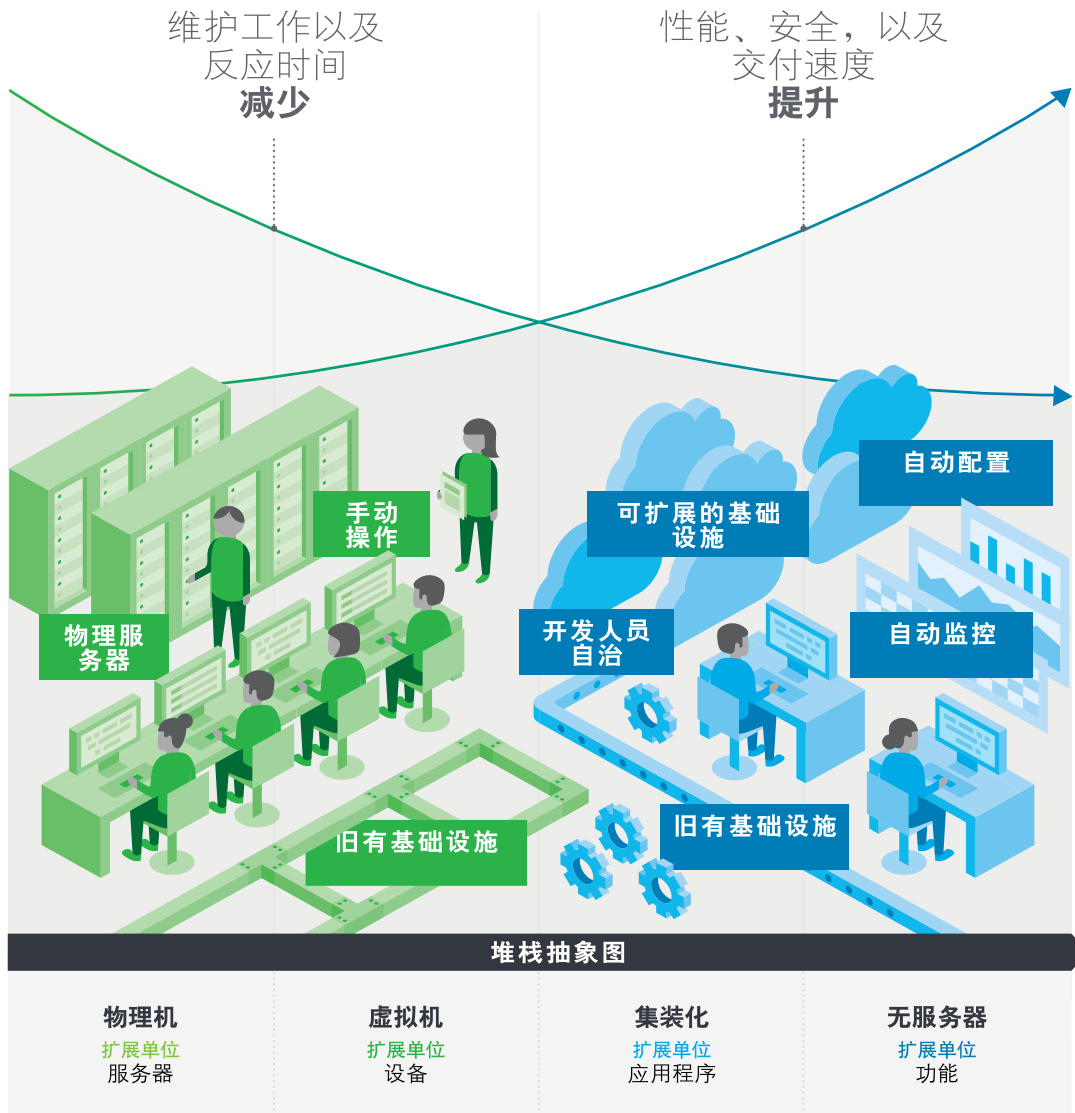 维护工作以及
反应时间
减少
性能、安全，以及
交付速度
提升
自动配置
手动
操作
可扩展的基础
设施
物理服
务器
开发人员
自治
自动监控
旧有基础设施
旧有基础设施
堆栈抽象图
物理机
扩展单位
服务器
虚拟机
扩展单位
设备
集装化
扩展单位
应用程序
无服务器
扩展单位
功能